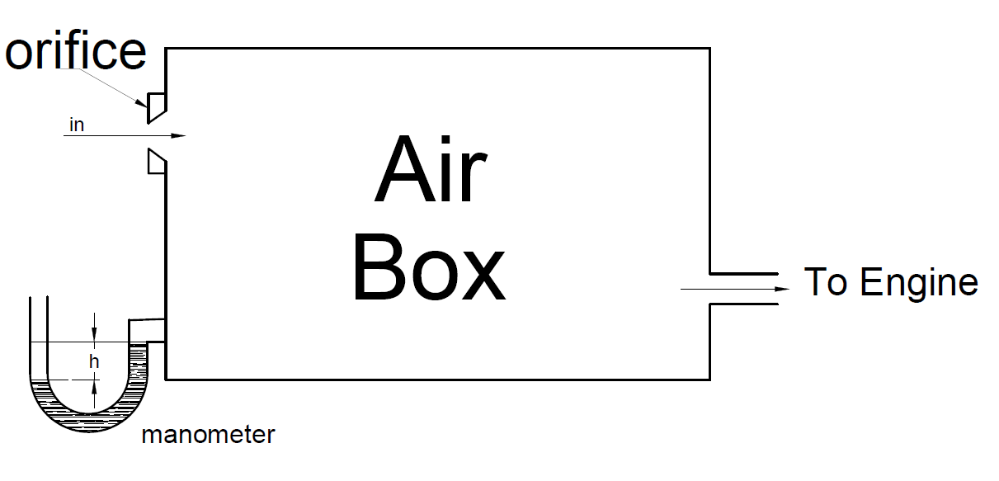 orifice
in
Air
Box
To Engine
h
manometer